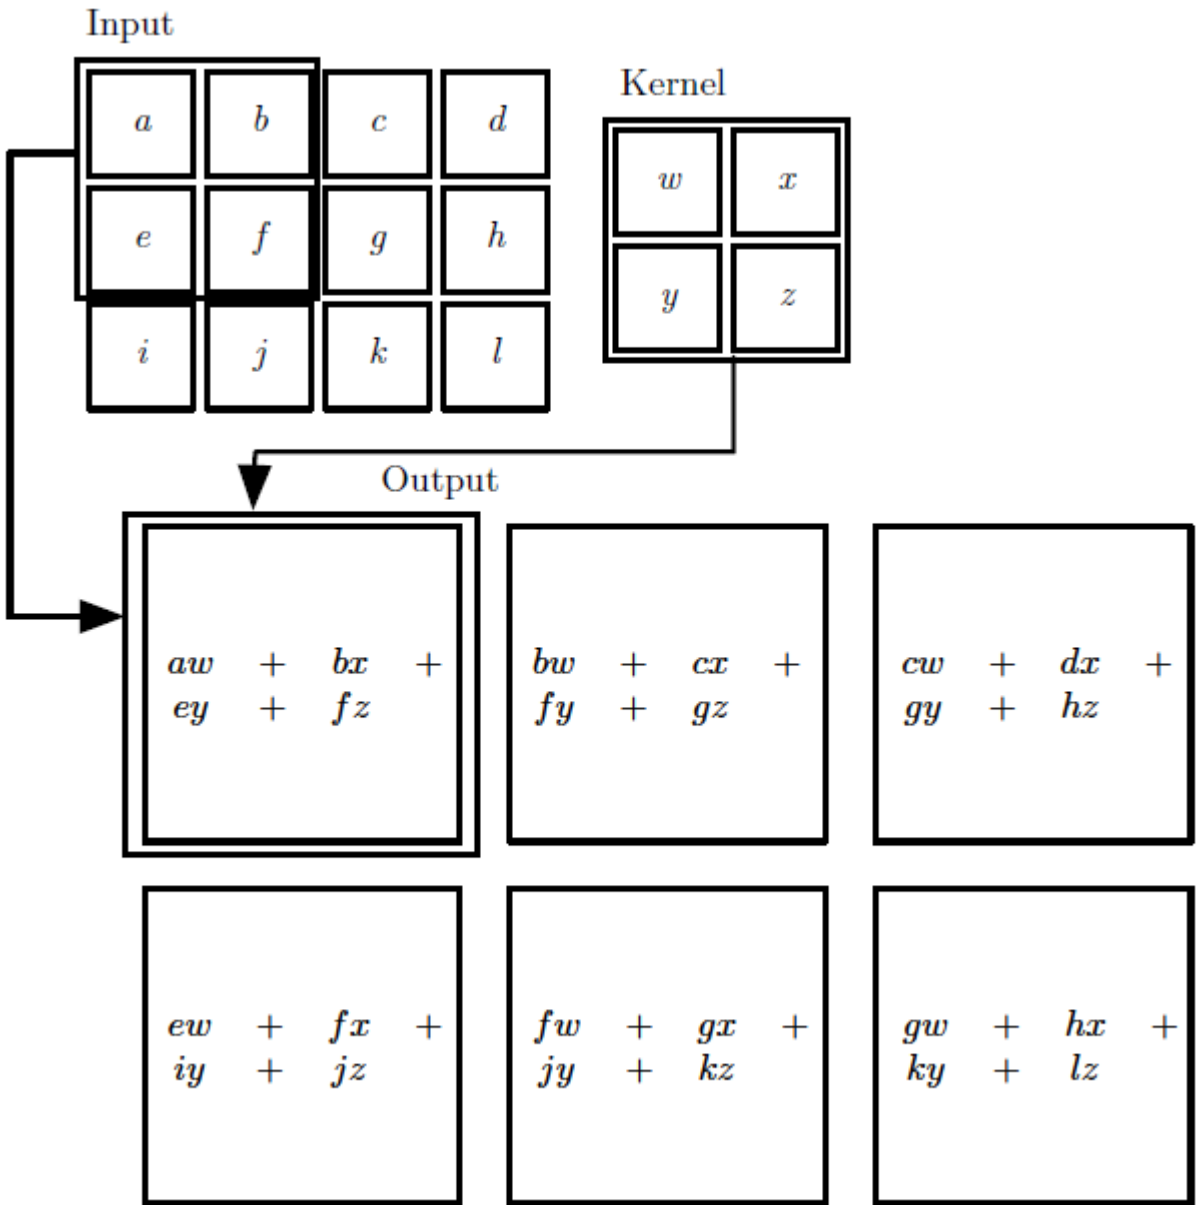 Input
Kernel
a b c d
w x
e f g h
y z
i j k l
Output
aw + bx +
ey + fz
bw + cx +
fy + gz
cw + dx +
gy + hz
ew + fx +
iy + jz
fw + gx +
jy + kz
gw + hx +
ky + lz